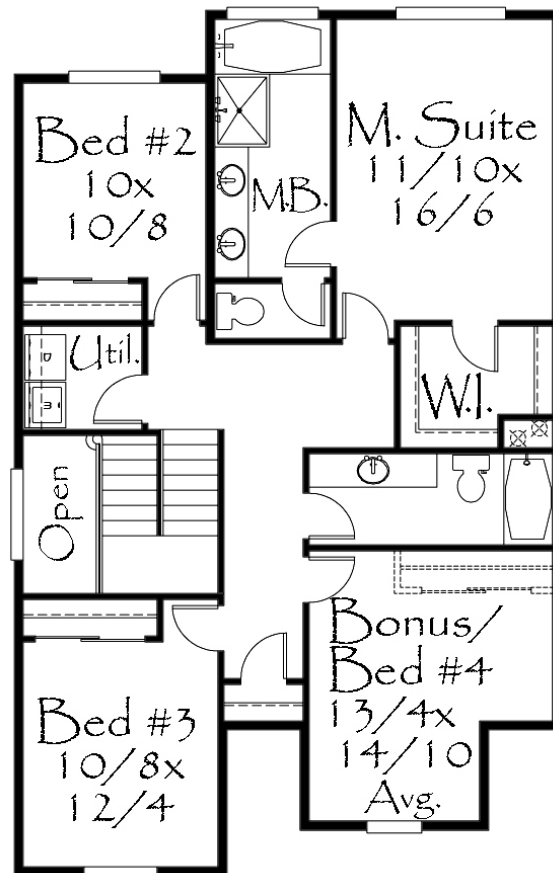 Bed #2
10x
10/8
M. Suite
11/10x
16/6
M.B.
Util.
D
W
W.I.
Open
Bonus/
Bed #4
13/4x
14/10
Avg.
Bed #3
10/8x
12/4